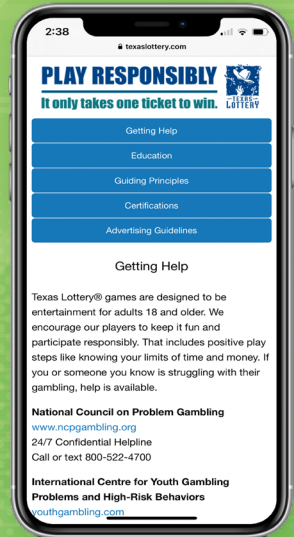 2:38
texaslottery.com
PLAY RESPONSIBLY
It only takes one ticket to win.
TEXAS
LOTTERY
Getting Help
Education
Guiding Principles
Certifications
Advertising Guidelines
Getting Help
Texas Lottery® games are designed to be
entertainment for adults 18 and older. We
encourage our players to keep it fun and
participate responsibly. That includes positive play
steps like knowing your limits of time and money. If
you or someone you know is struggling with their
gambling, help is available.
National Council on Problem Gambling
www.ncpgambling.org
24/7 Confidential Helpline
Call or text 800-522-4700
International Centre for Youth Gambling
Problems and High-Risk Behaviors
youthgambling.com